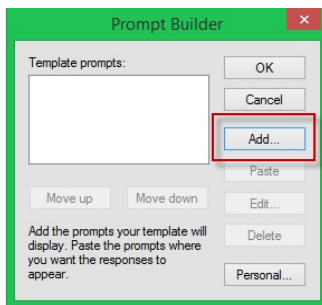 Prompt Builder
Template prompts:
OK
Cancel
Add...
Paste
Move up
Move down
Edit...
Add the prompts your template will
display. Paste the prompts where
you want the responses to
appear.
Delete
Personal...